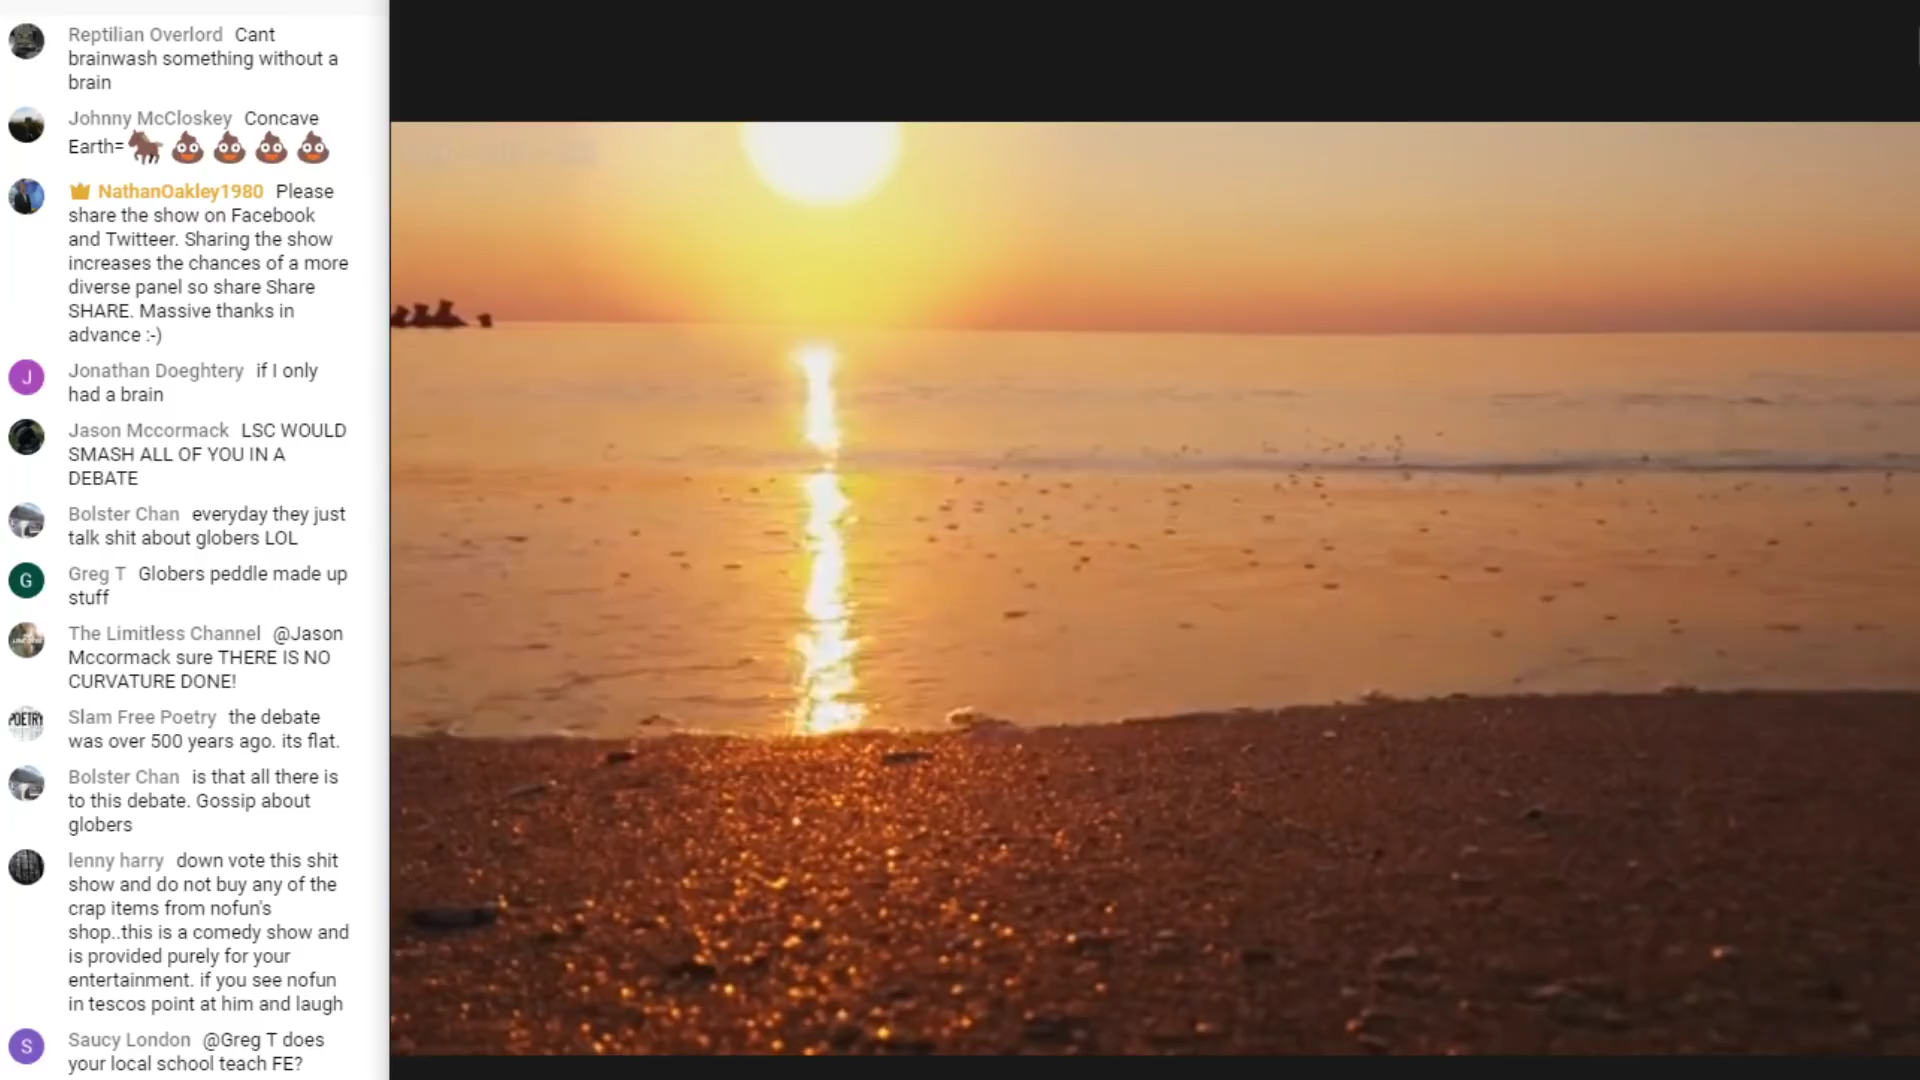 Reptilian Overlord Cant
brainwash something without a
brain
Johnny McCloskey Concave
Earth=🐎💩💩💩💩
NathanOakley1980 Please
share the show on Facebook
and Twitteer. Sharing the show
increases the chances of a more
diverse panel so share Share
SHARE. Massive thanks in
advance :-)
J
Jonathan Doeghtery if I only
had a brain
Jason Mccormack LSC WOULD
SMASH ALL OF YOU IN A
DEBATE
Bolster Chan everyday they just
talk shit about globers LOL
G
Greg T Globers peddle made up
stuff
The Limitless Channel @Jason
Mccormack sure THERE IS NO
CURVATURE DONE!
POETRY
Slam Free Poetry the debate
was over 500 years ago. its flat.
Bolster Chan is that all there is
to this debate. Gossip about
globers
lenny harry down vote this shit
show and do not buy any of the
crap items from nofun's
shop..this is a comedy show and
is provided purely for your
entertainment. if you see nofun
in tescos point at him and laugh
S
Saucy London @Greg T does
your local school teach FE?